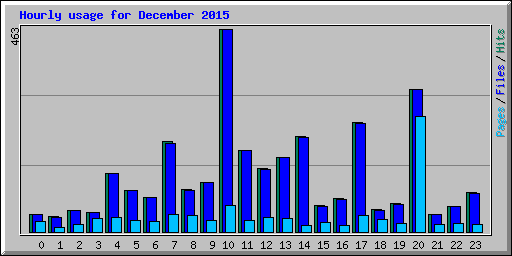 Hourly usage for December 2015
463
Pages / Files / Hits
0 1 2 3 4 5 6 7 8 9 10 11 12 13 14 15 16 17 18 19 20 21 22 23